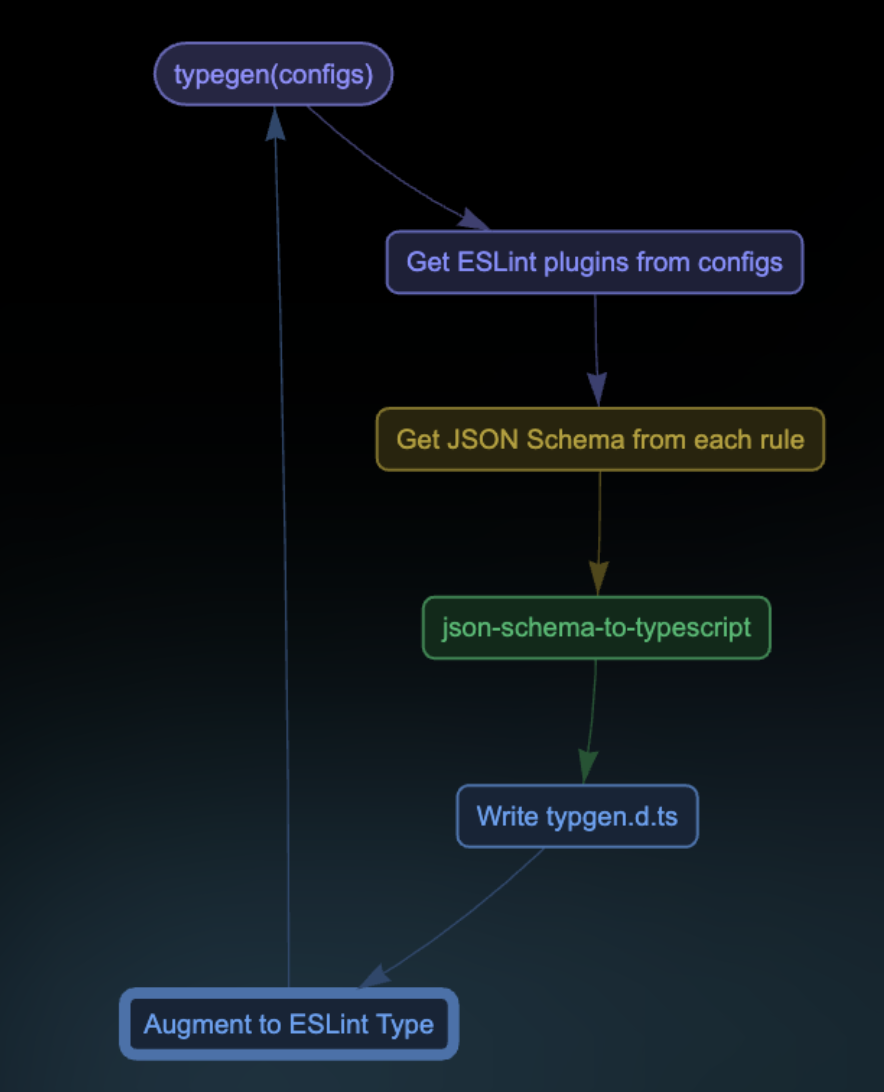 typegen(configs)
Get ESLint plugins from configs
Get JSON Schema from each rule
json-schema-to-typescript
Write typgen.d.ts
Augment to ESLint Type